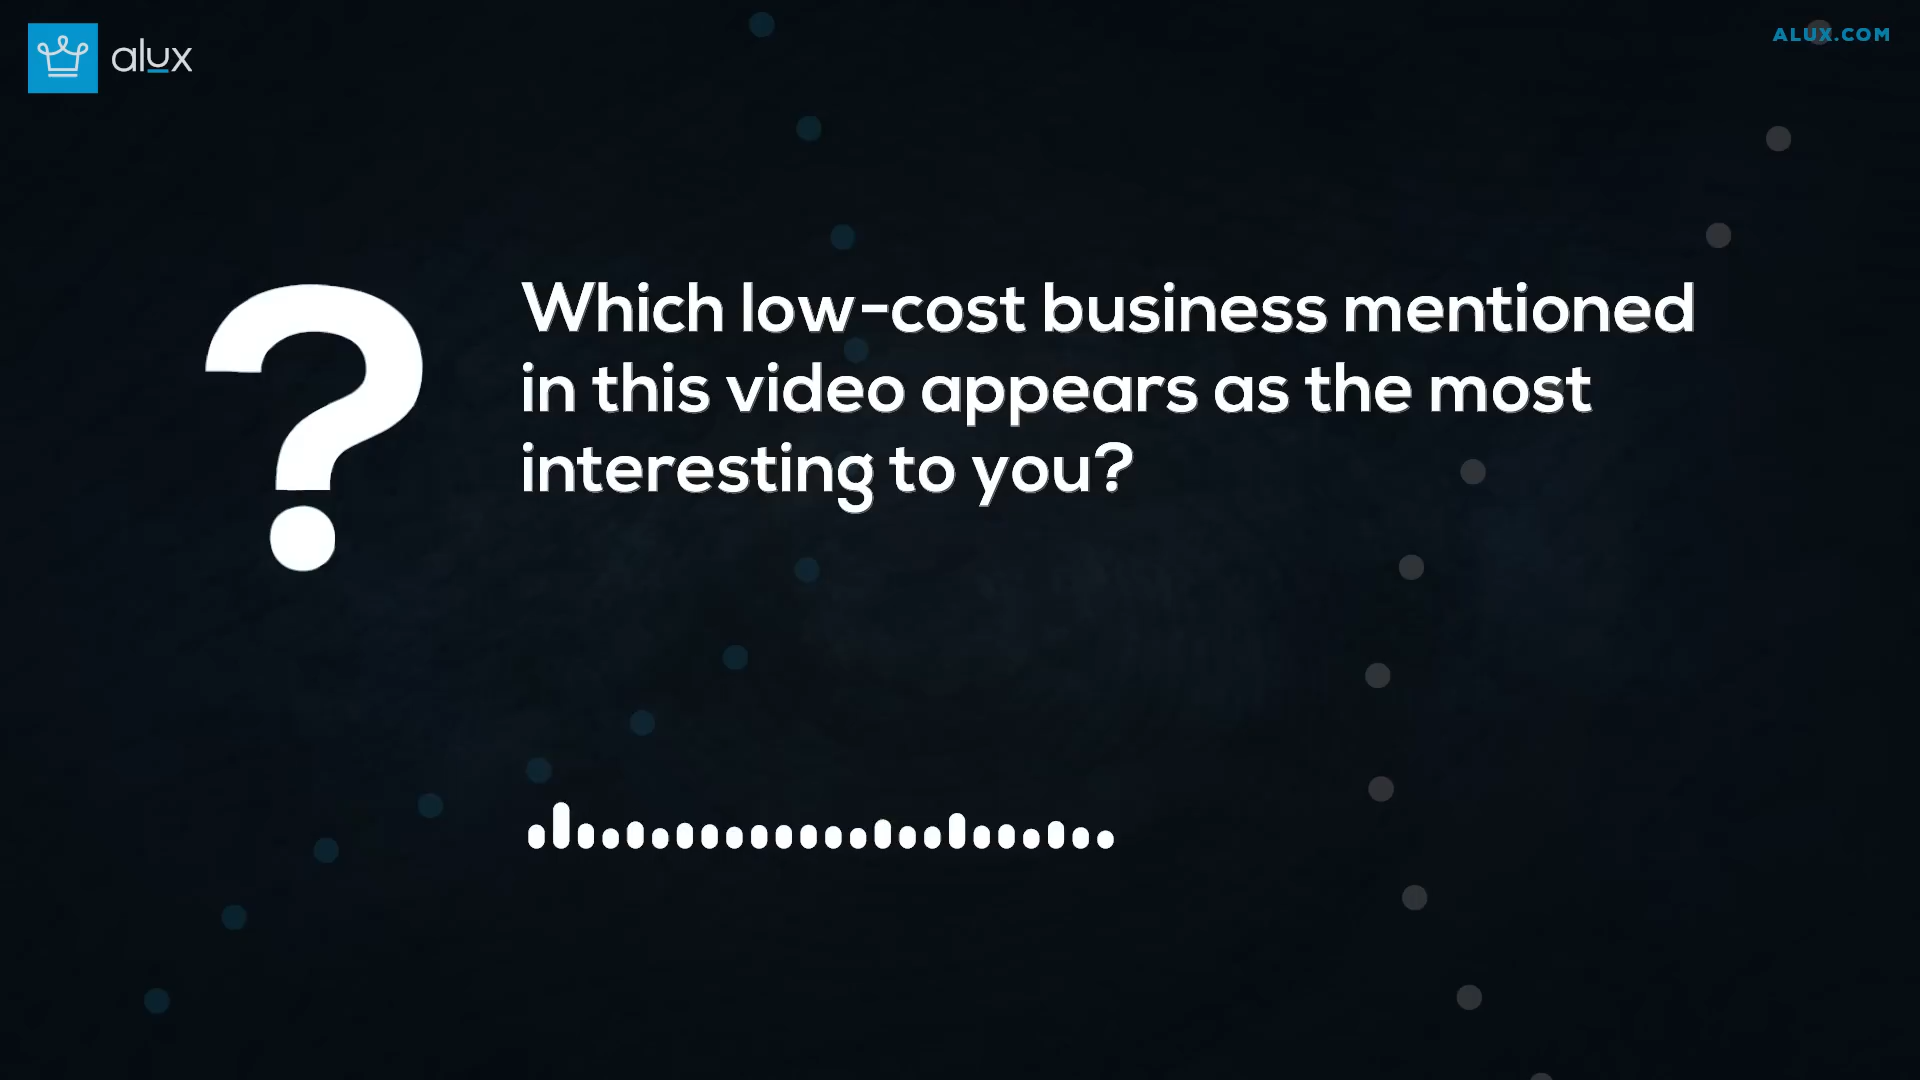 alux
ALUX.COM
?
Which low-cost business mentioned
in this video appears as the most
interesting to you?